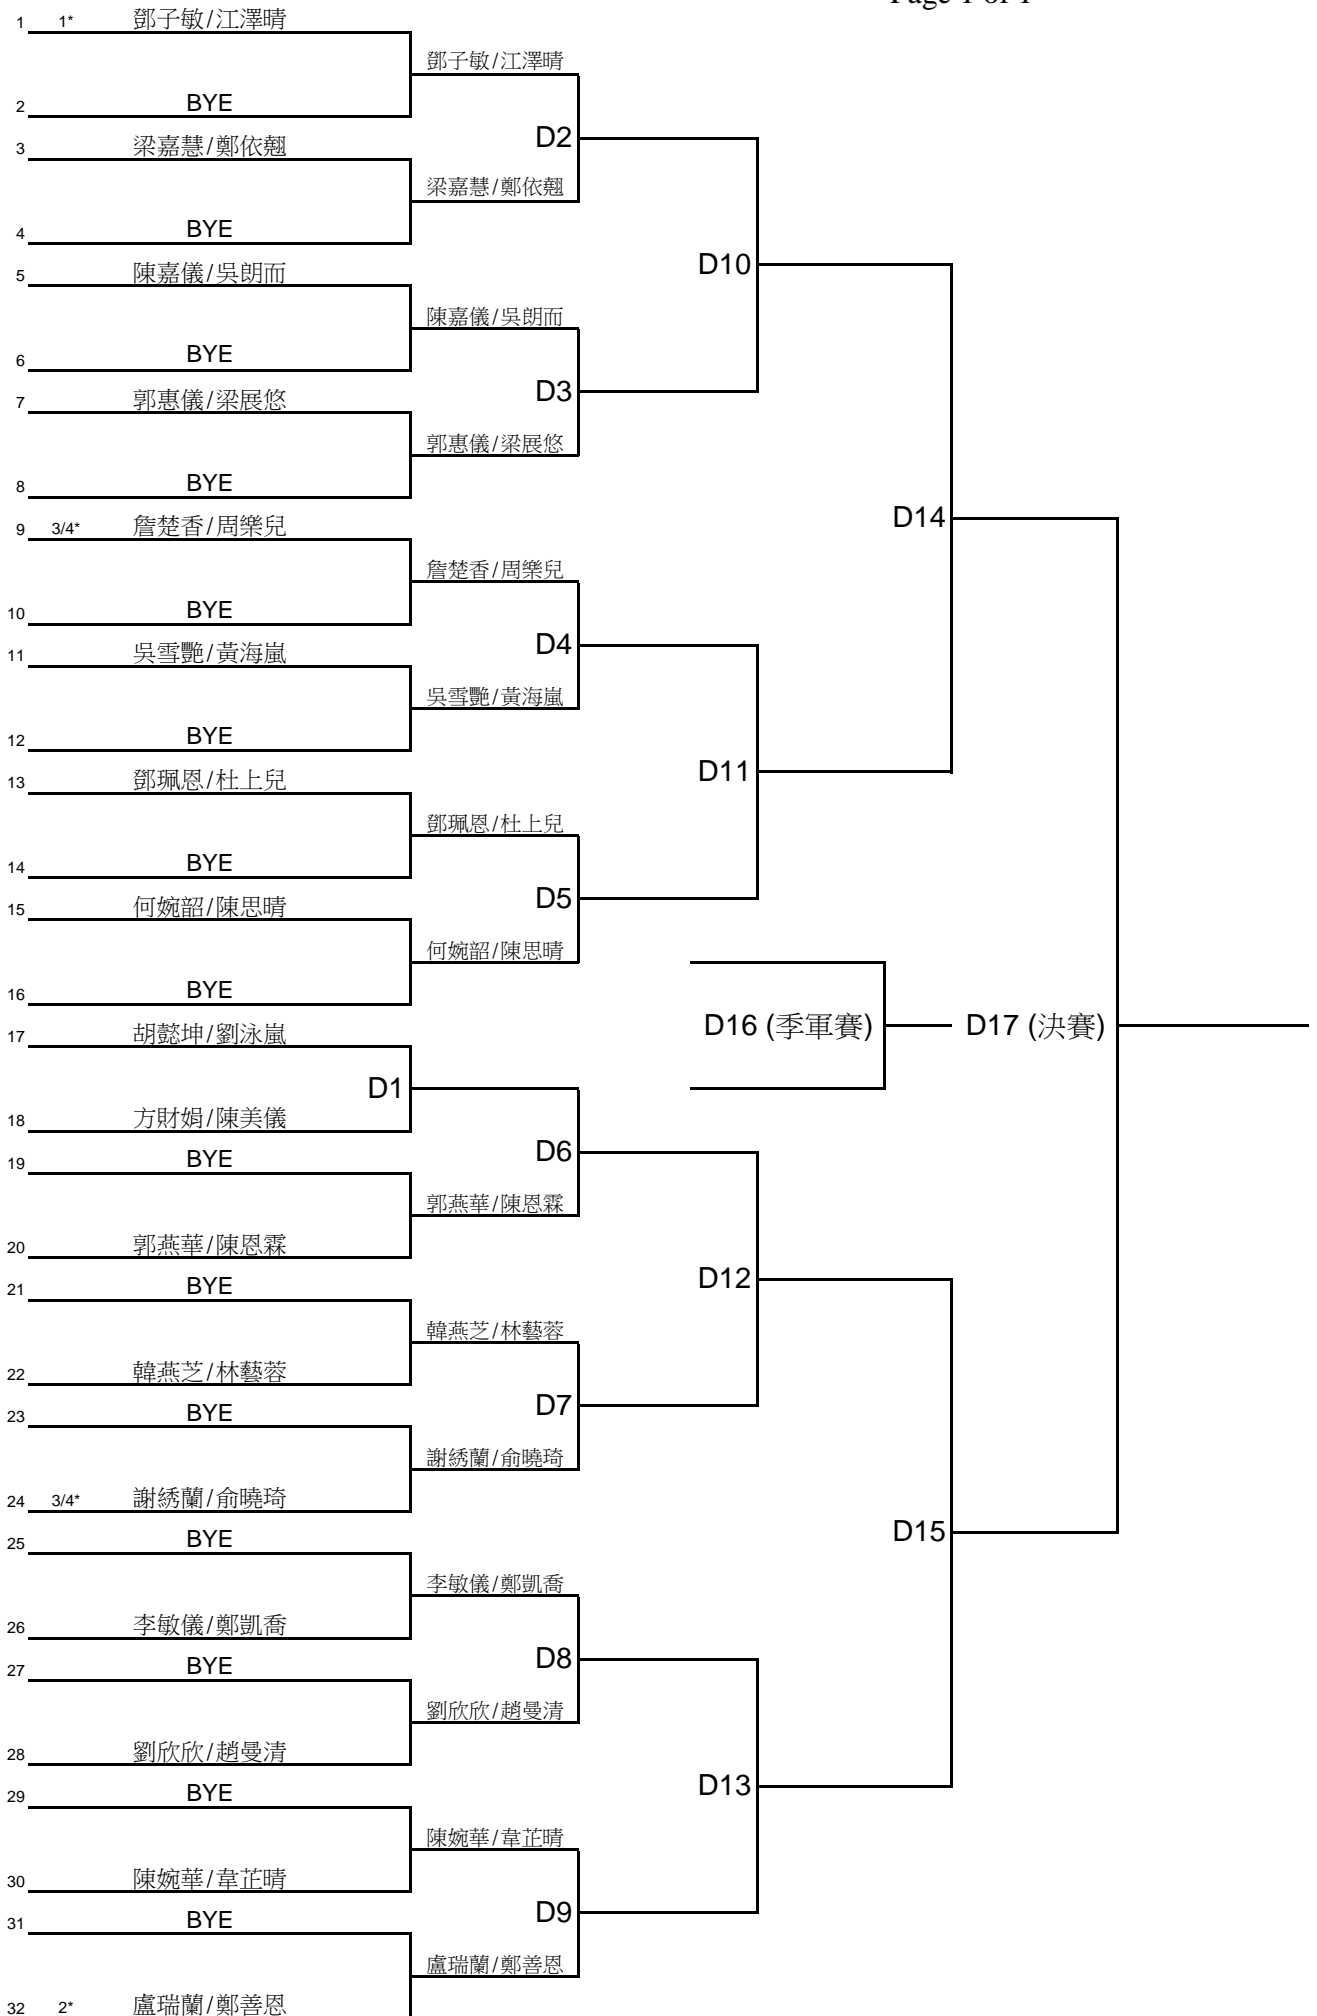 Page 1 of 1
1 1* 鄧子敏/江澤晴
鄧子敏/江澤晴
2 BYE
D2
3 梁嘉慧/鄭依翹
梁嘉慧/鄭依翹
4 BYE
D10
5 陳嘉儀/吳朗而
陳嘉儀/吳朗而
6 BYE
D3
7 郭惠儀/梁展悠
郭惠儀/梁展悠
8 BYE
D14
9 3/4* 詹楚香/周樂兒
詹楚香/周樂兒
10 BYE
D4
11 吳雪艷/黃海嵐
吳雪艷/黃海嵐
12 BYE
D11
13 鄧珮恩/杜上兒
鄧珮恩/杜上兒
14 BYE
D5
15 何婉韶/陳思晴
何婉韶/陳思晴
16 BYE
D16 (季軍賽) D17 (決賽)
17 胡懿坤/劉泳嵐
D1
18 方財娟/陳美儀
D6
19 BYE
郭燕華/陳恩霖
20 郭燕華/陳恩霖
D12
21 BYE
韓燕芝/林藝蓉
22 韓燕芝/林藝蓉
D7
23 BYE
謝綉蘭/俞曉琦
24 3/4* 謝綉蘭/俞曉琦
D15
25 BYE
李敏儀/鄭凱喬
26 李敏儀/鄭凱喬
D8
27 BYE
劉欣欣/趙曼清
28 劉欣欣/趙曼清
D13
29 BYE
陳婉華/韋芷晴
30 陳婉華/韋芷晴
D9
31 BYE
盧瑞蘭/鄭善恩
32 2* 盧瑞蘭/鄭善恩